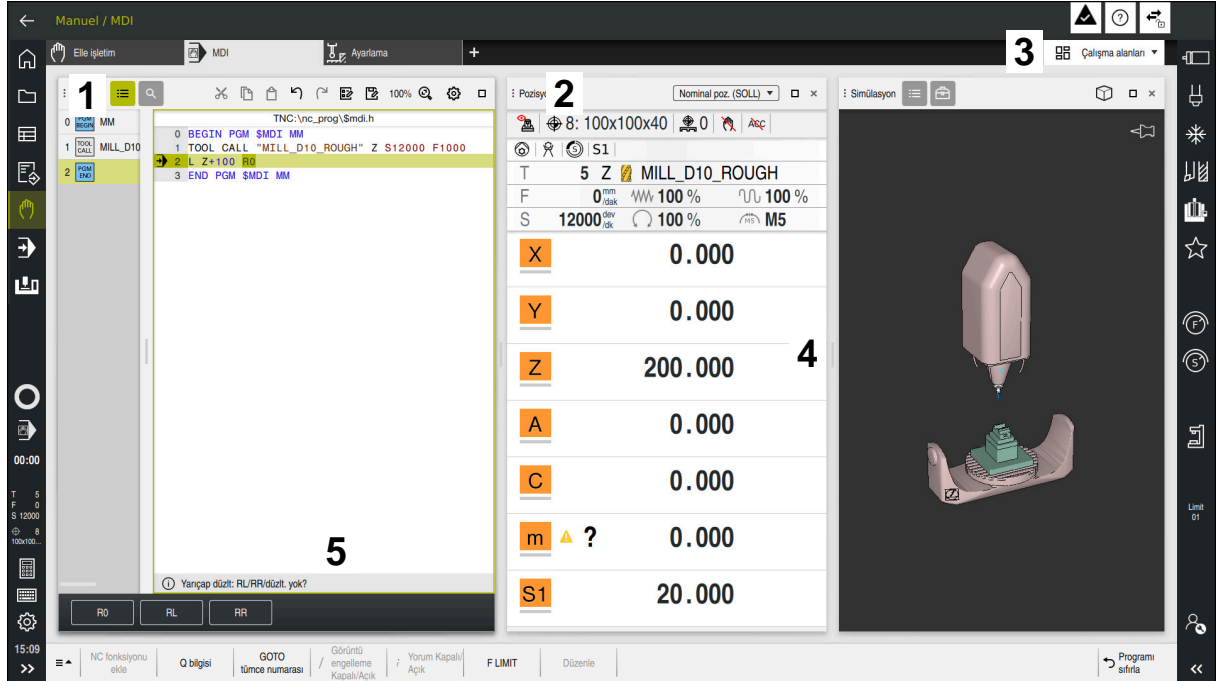 Manuel / MDI
Elle işletim
MDI
Ayarlama
+
3
Çalışma alanları
1
100%
2
Nominal poz. (SOLL)
Simülasyon
0 PGM BEGIN MM
1 TOOL CALL MILL_D10
2 PGM END
TNC:\nc_prog\$mdi.h
0 BEGIN PGM $MDI MM
1 TOOL CALL "MILL_D10_ROUGH" Z S12000 F1000
2 L Z+100 R0
3 END PGM $MDI MM
5
Yarıçap düzlt: RL/RR/düzlt. yok?
R0
RL
RR
8: 100x100x40
0
ACC
S1
T 5 Z MILL_D10_ROUGH
F 0 mm/dak 100 % 100 %
S 12000 dev/dk 100 % M5 M5
X 0.000
Y 0.000
Z 200.000
4
A 0.000
C 0.000
m ? 0.000
S1 20.000
Z
00:00
T 5
F 0
S 12000
8
100x100...
15:09
F
S
Limit
01
NC fonksiyonu ekle
Q bilgisi
GOTO tümce numarası
/ Görüntü engelleme Kapalı/Açık
; Yorum Kapalı/Açık
F LIMIT
Düzenle
Programı sıfırla